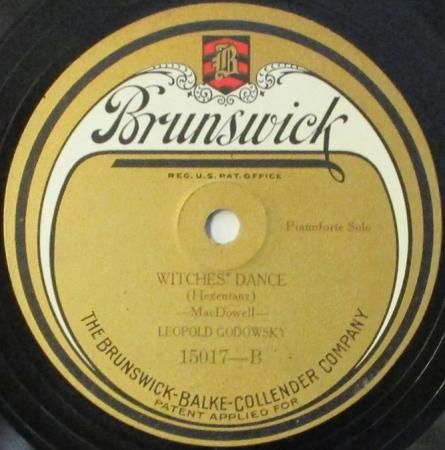 B
Brunswick
REG. U.S. PAT. OFFICE
Pianoforte Solo
WITCHES' DANCE
(Hexentanz)
—MacDowell—
LEOPOLD GODOWSKY
15017—B
THE BRUNSWICK-BALKE-COLLENDER COMPANY
PATENT APPLIED FOR